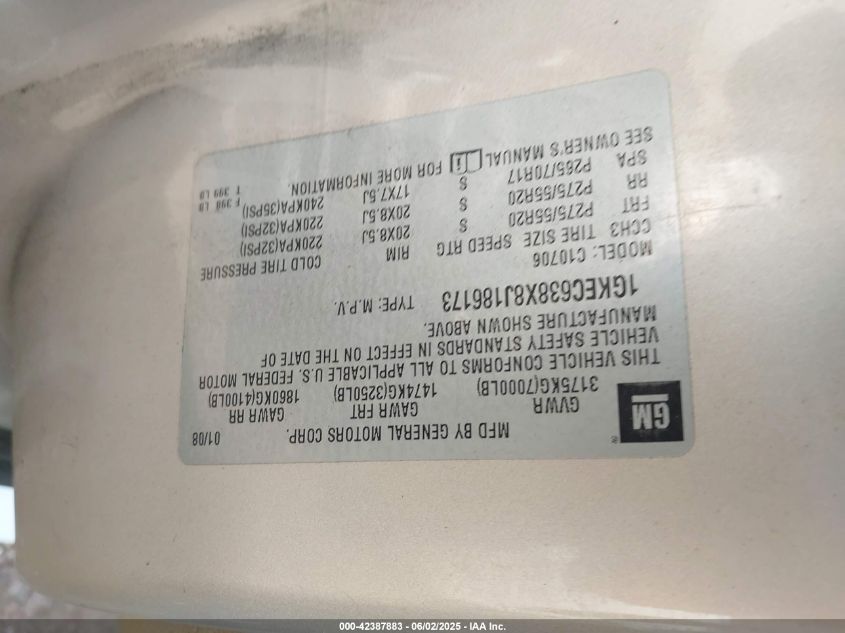 MFD BY GENERAL MOTORS CORP. 01/08
GM
GVWR GAWR FRT GAWR RR
3175KG(7000LB) 1474KG(3250LB) 1860KG(4100LB)
THIS VEHICLE CONFORMS TO ALL APPLICABLE U.S. FEDERAL MOTOR
VEHICLE SAFETY STANDARDS IN EFFECT ON THE DATE OF
MANUFACTURE SHOWN ABOVE.
1GKEC638X8J186173 TYPE: M.P.V.
MODEL: C10706
CCH3 TIRE SIZE SPEED RTG RIM COLD TIRE PRESSURE
FRT P275/55R20 S 20X8.5J 220KPA(32PSI)
RR P275/55R20 S 20X8.5J 220KPA(32PSI)
SPA P265/70R17 S 17X7.5J 240KPA(35PSI)
SEE OWNER'S MANUAL FOR MORE INFORMATION.
F 398 L8
T 399 L8
000-42387883 - 06/02/2025 - IAA Inc.